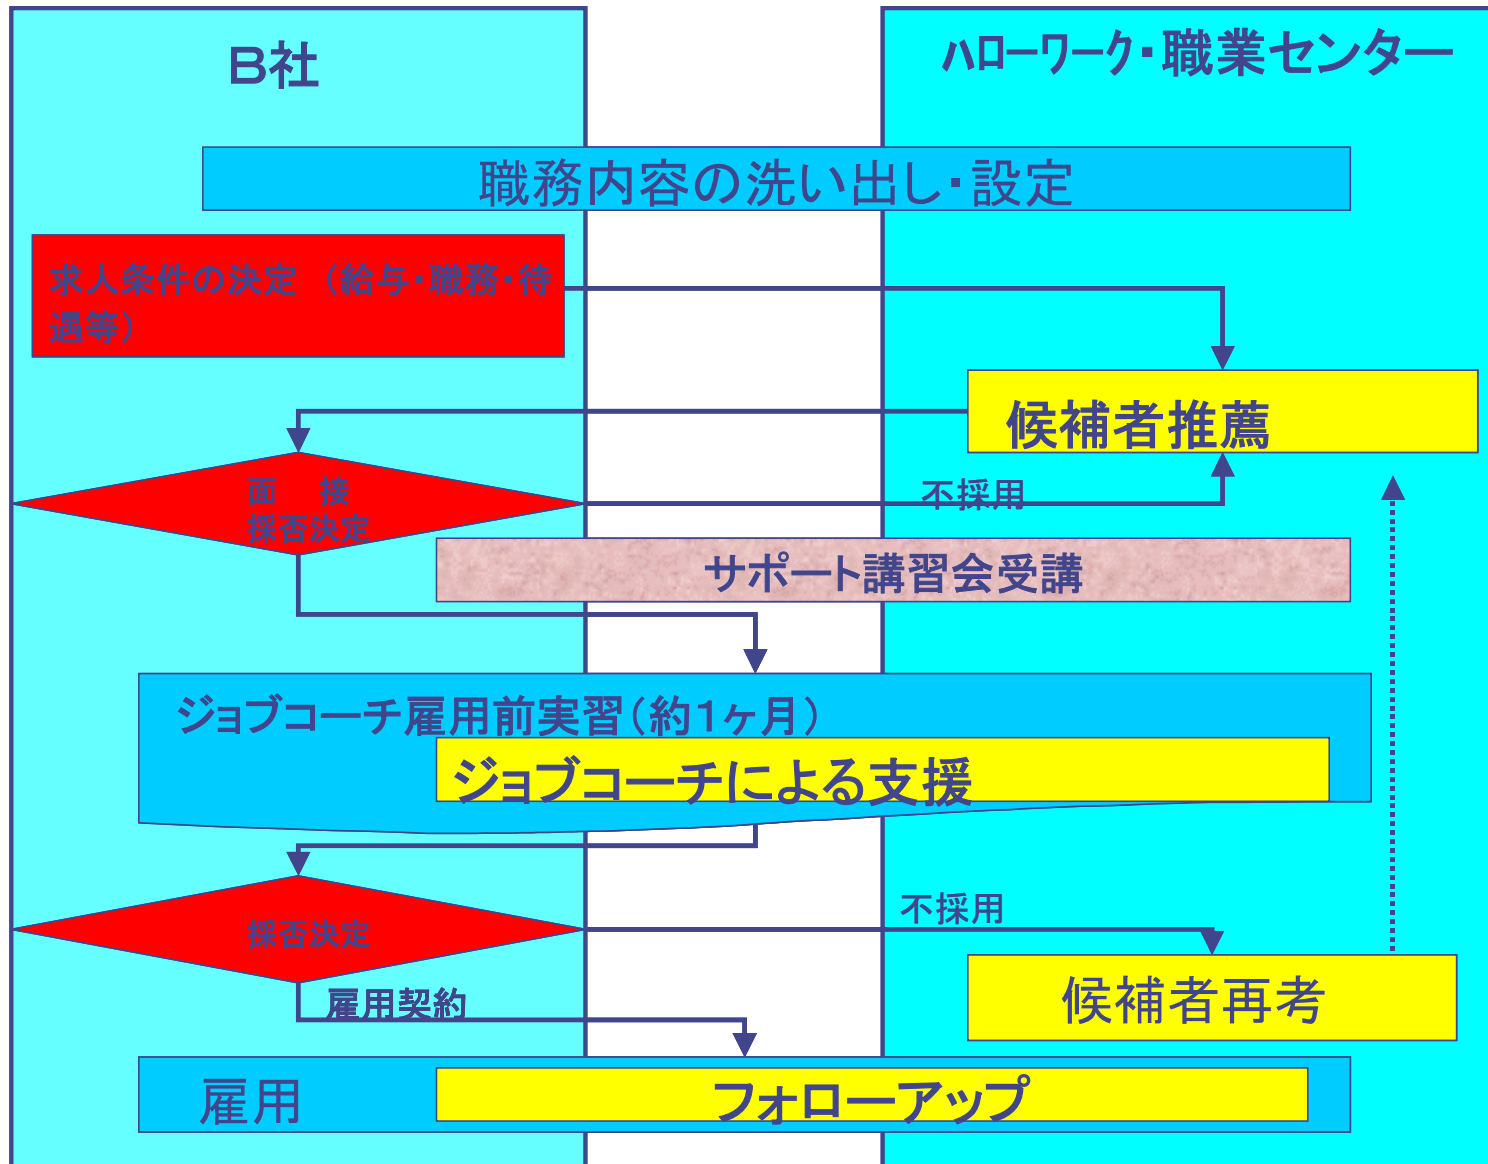 B社
ハローワーク・職業センター
職務内容の洗い出し・設定
求人条件の決定 （給与・職務・待
遇等）
候補者推薦
面　接
採否決定
不採用
サポート講習会受講
ジョブコーチ雇用前実習（約1ヶ月）
ジョブコーチによる支援
採否決定
不採用
雇用契約
候補者再考
雇用
フォローアップ